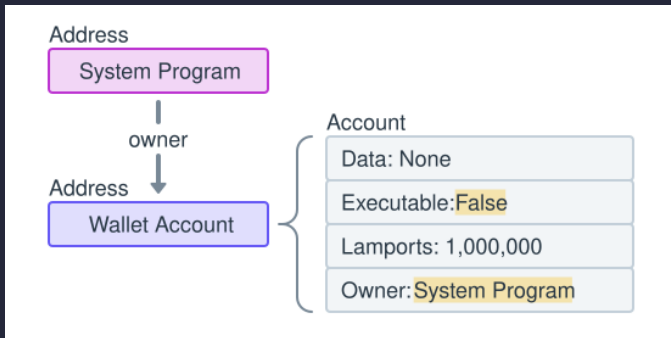 Address
System Program
owner
Address
Wallet Account
Account
Data: None
Executable:False
Lamports: 1,000,000
Owner:System Program